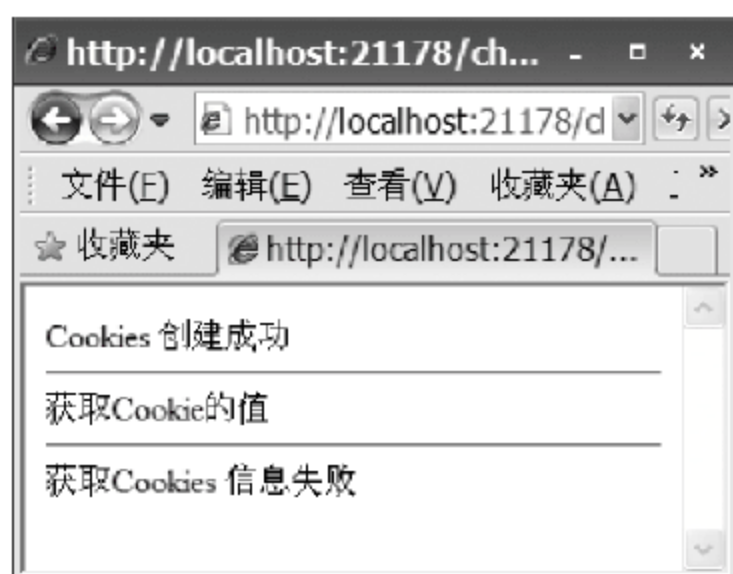 http://localhost:21178/ch...
http://localhost:21178/d
文件(F) 编辑(E) 查看(V) 收藏夹(A)
收藏夹 http://localhost:21178/...
Cookies 创建成功
获取Cookie的值
获取Cookies 信息失败